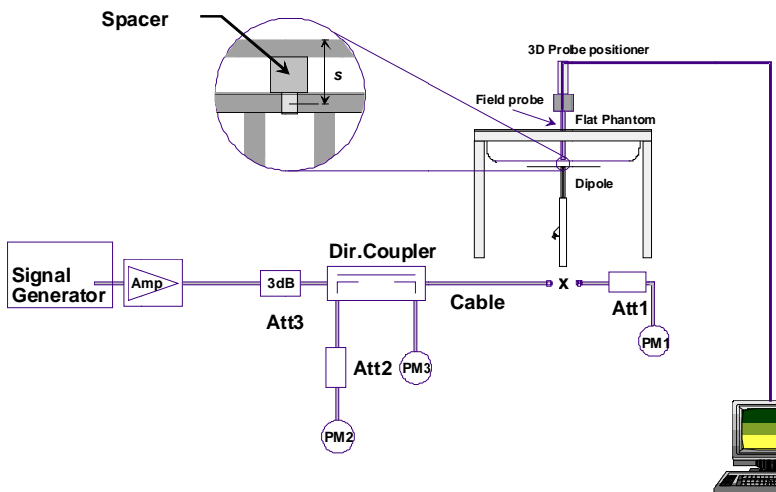 Spacer
s
3D Probe positioner
Field probe
Flat Phantom
Dipole
Dir.Coupler
Signal
Generator
Amp
3dB
Att3
Cable
x
Att1
PM1
Att2
PM3
PM2